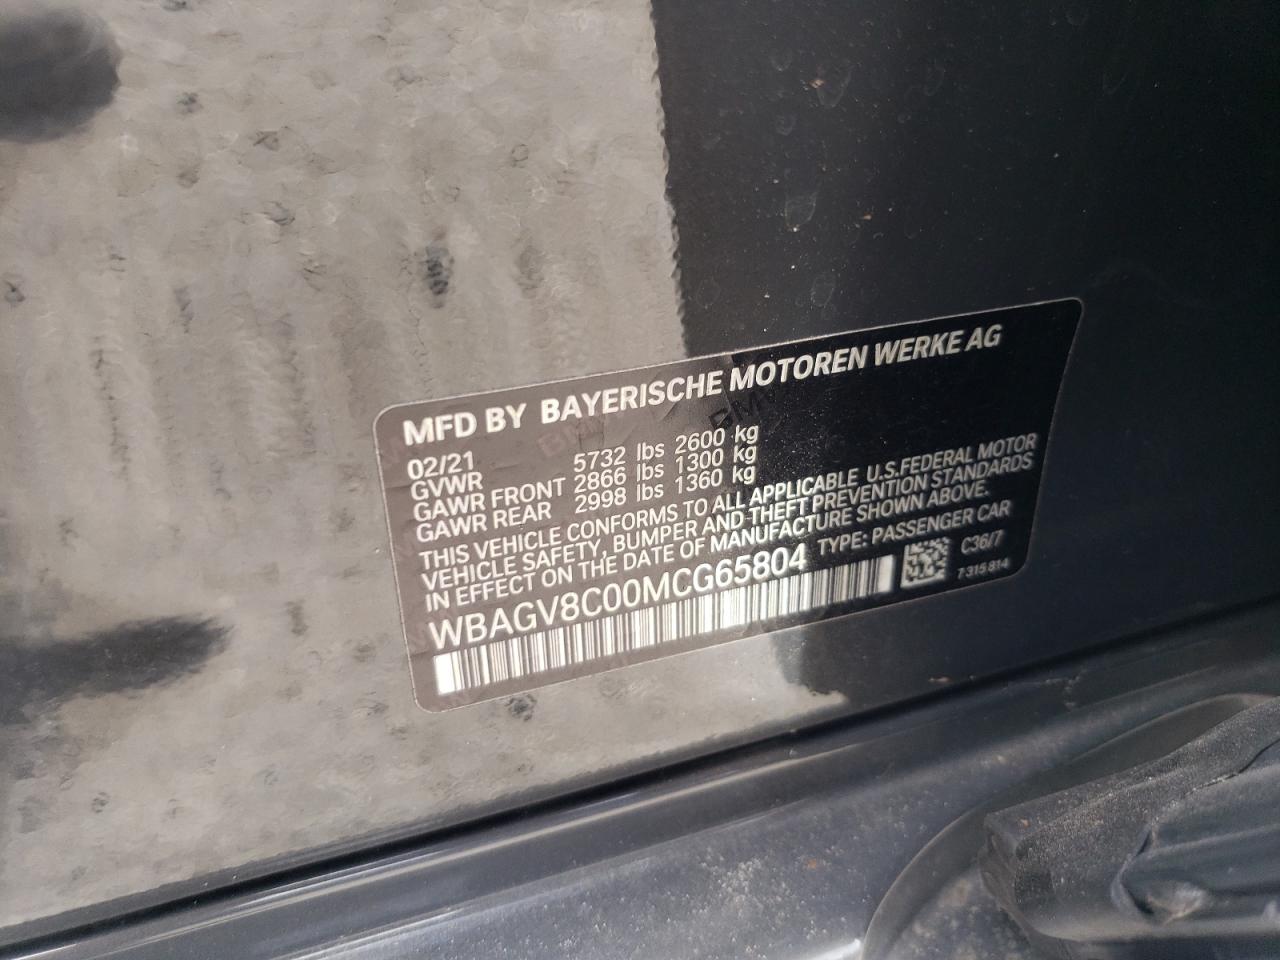 MFD BY BAYERISCHE MOTOREN WERKE AG
02/21
GVWR 5732 lbs 2600 kg
GAWR FRONT 2866 lbs 1300 kg
GAWR REAR 2998 lbs 1360 kg
THIS VEHICLE CONFORMS TO ALL APPLICABLE U.S.FEDERAL MOTOR
VEHICLE SAFETY, BUMPER AND THEFT PREVENTION STANDARDS
IN EFFECT ON THE DATE OF MANUFACTURE SHOWN ABOVE.
WBAGV8C00MCG65804 TYPE: PASSENGER CAR
C36/7
7 315 814